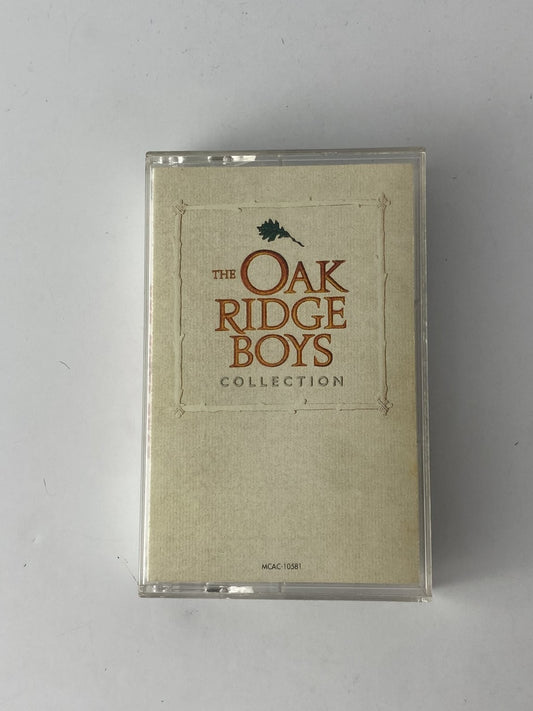 THE OAK
RIDGE
BOYS
COLLECTION
MCAC-10581